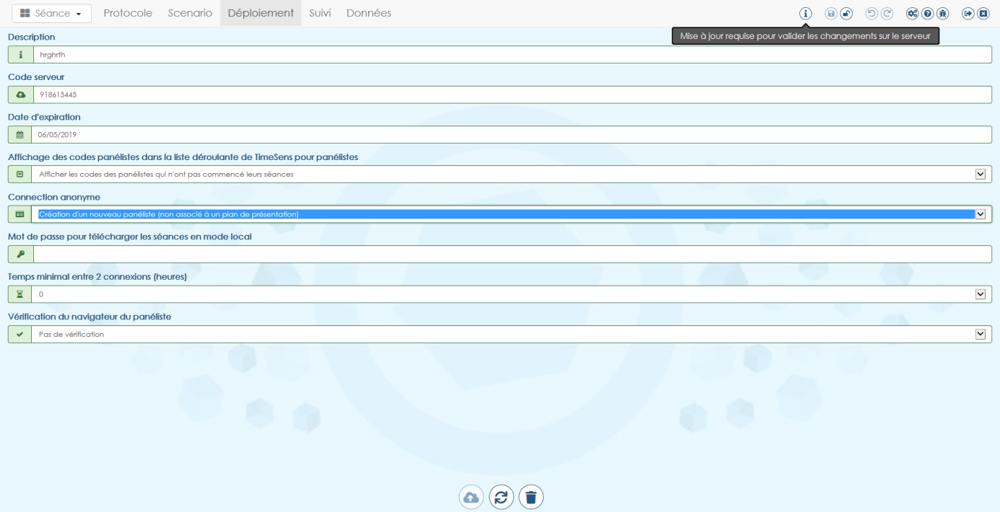 Séance
Protocole
Scenario
Déploiement
Suivi
Données
Mise à jour requise pour valider les changements sur le serveur
Description
hrghrth
Code serveur
918615445
Date d'expiration
06/05/2019
Affichage des codes panélistes dans la liste déroulante de TimeSens pour panélistes
Afficher les codes des panélistes qui n'ont pas commencé leurs séances
Connection anonyme
Création d'un nouveau panéliste (non associé à un plan de présentation)
Mot de passe pour télécharger les séances en mode local
Temps minimal entre 2 connexions (heures)
0
Vérification du navigateur du panéliste
Pas de vérification